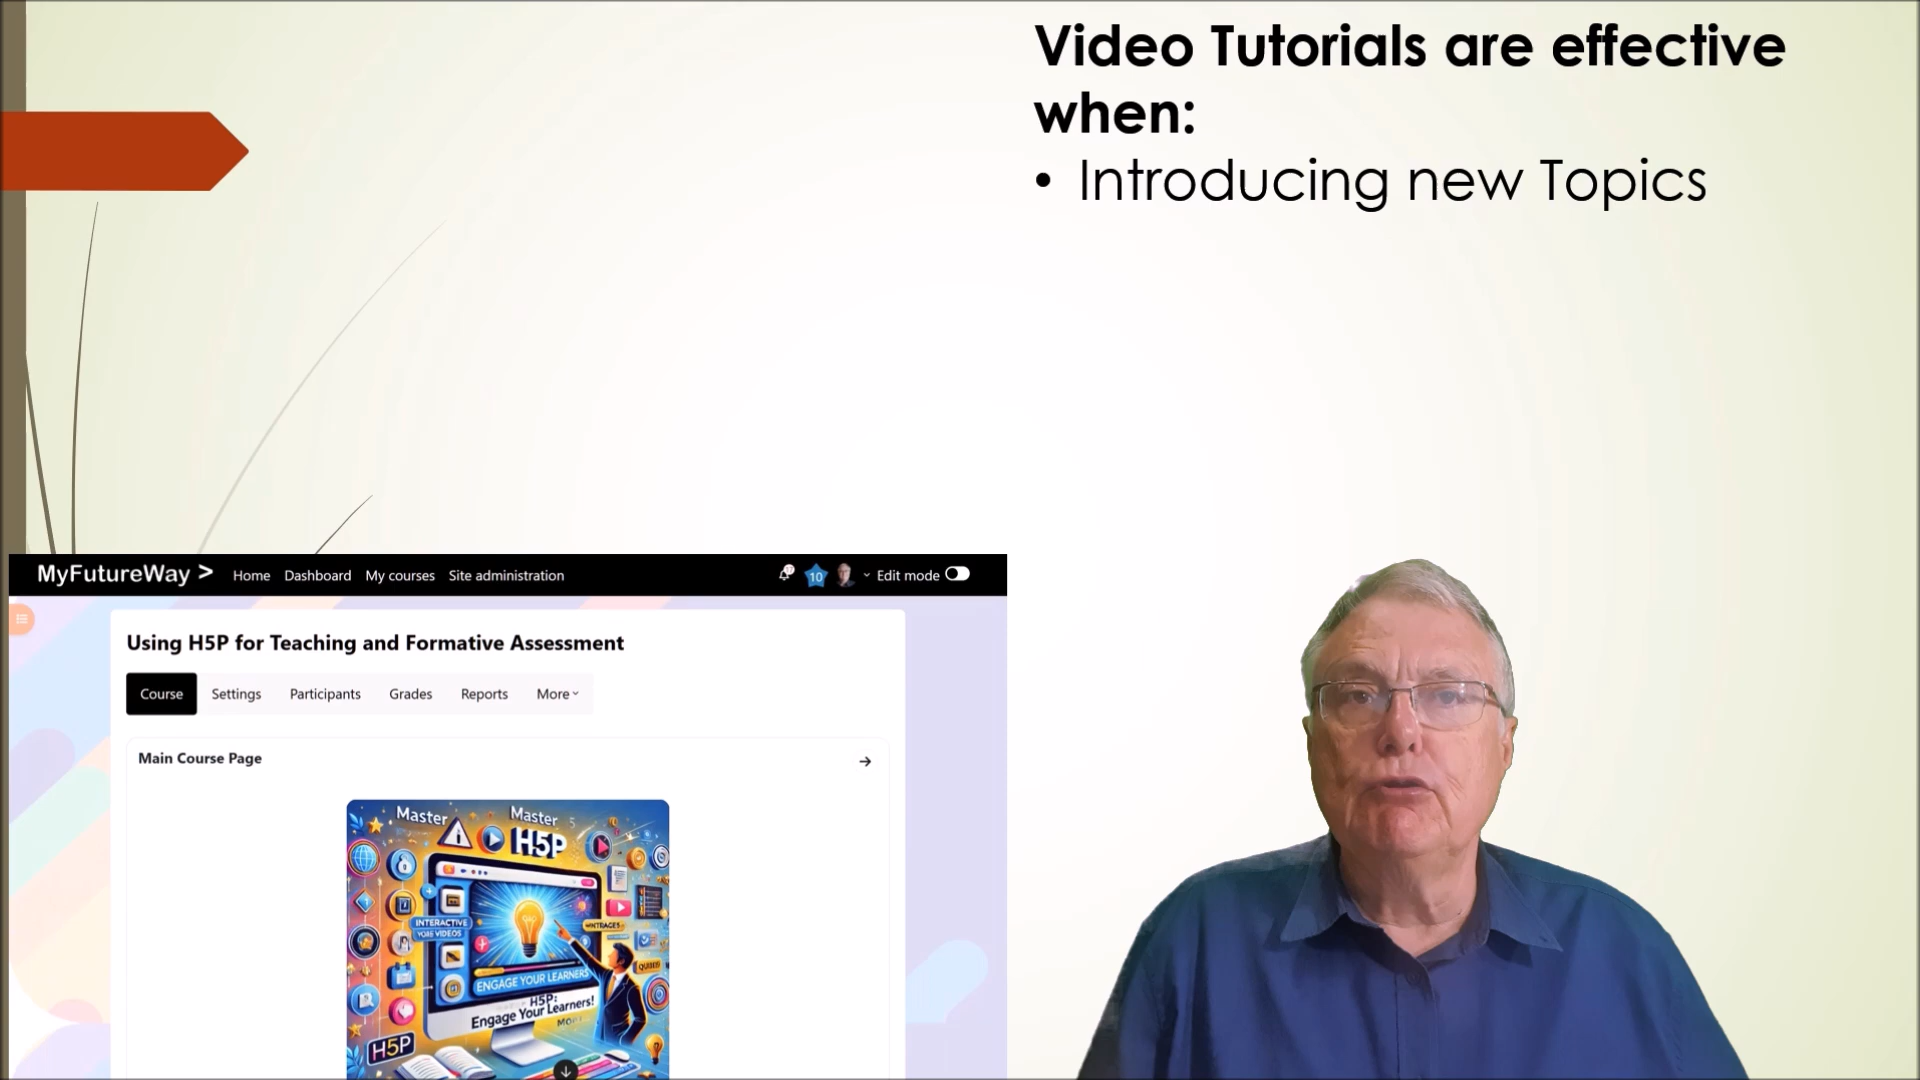 Video Tutorials are effective
when:
• Introducing new Topics
MyFutureWay >
Home Dashboard My courses Site administration
10
Edit mode
Using H5P for Teaching and Formative Assessment
Course Settings Participants Grades Reports More
Main Course Page
Master Master
H5P
INTERACTIVE
VIDEOS
ENGAGE YOUR LEARNERS
H5P:
Engage Your Learners!
H5P